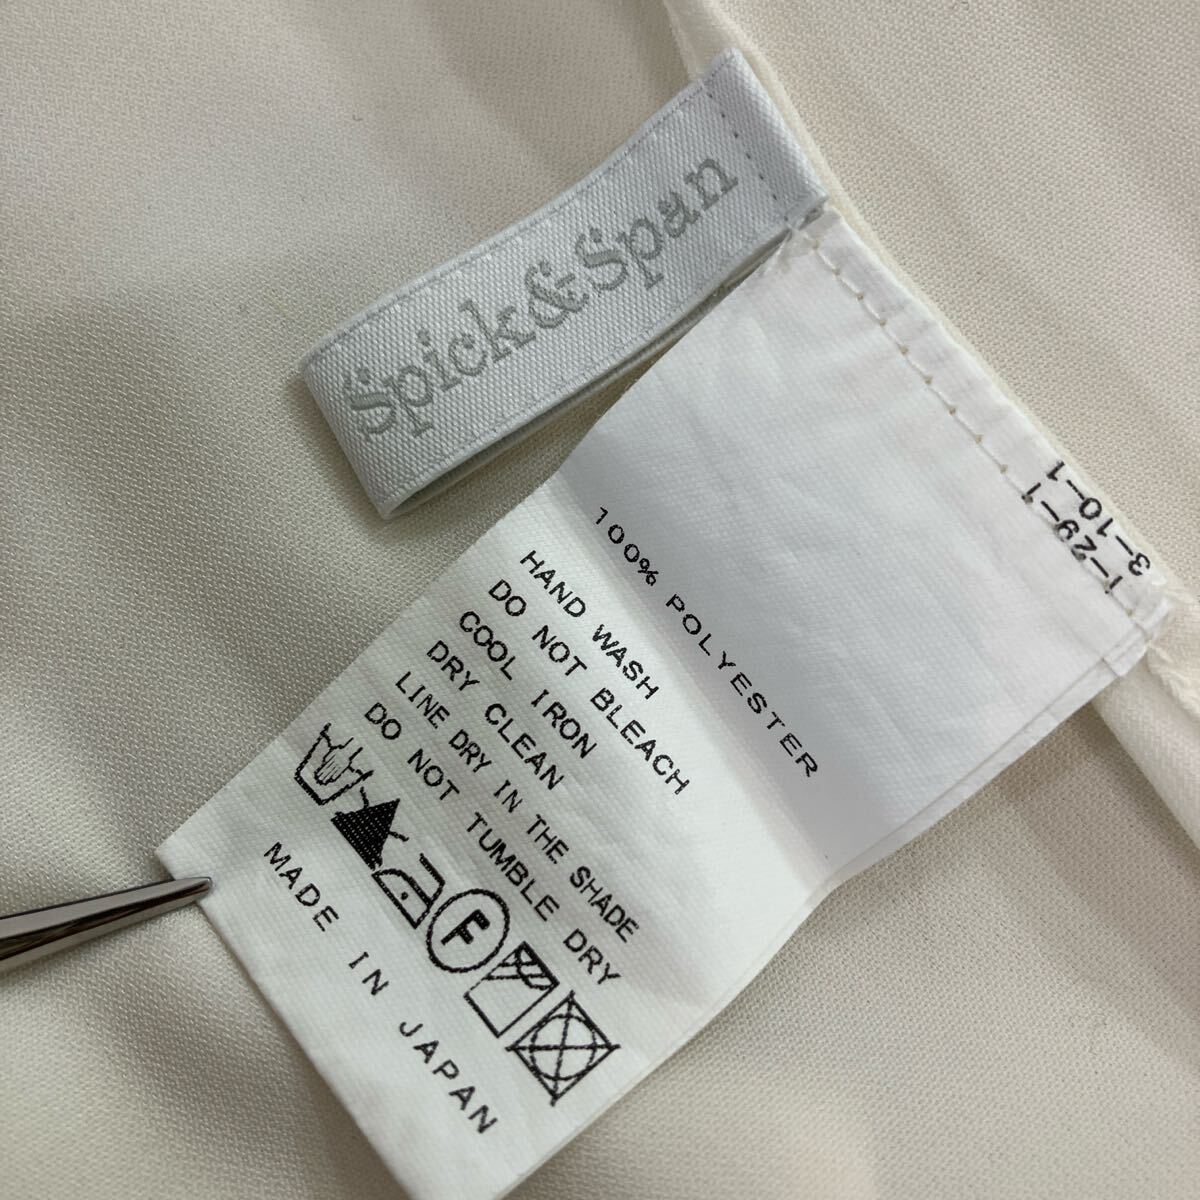 Spick&Span
1-29-1
3-10-1
100% POLYESTER
HAND WASH
DO NOT BLEACH
COOL IRON
DRY CLEAN
LINE DRY IN THE SHADE
DO NOT TUMBLE DRY
F
MADE IN JAPAN